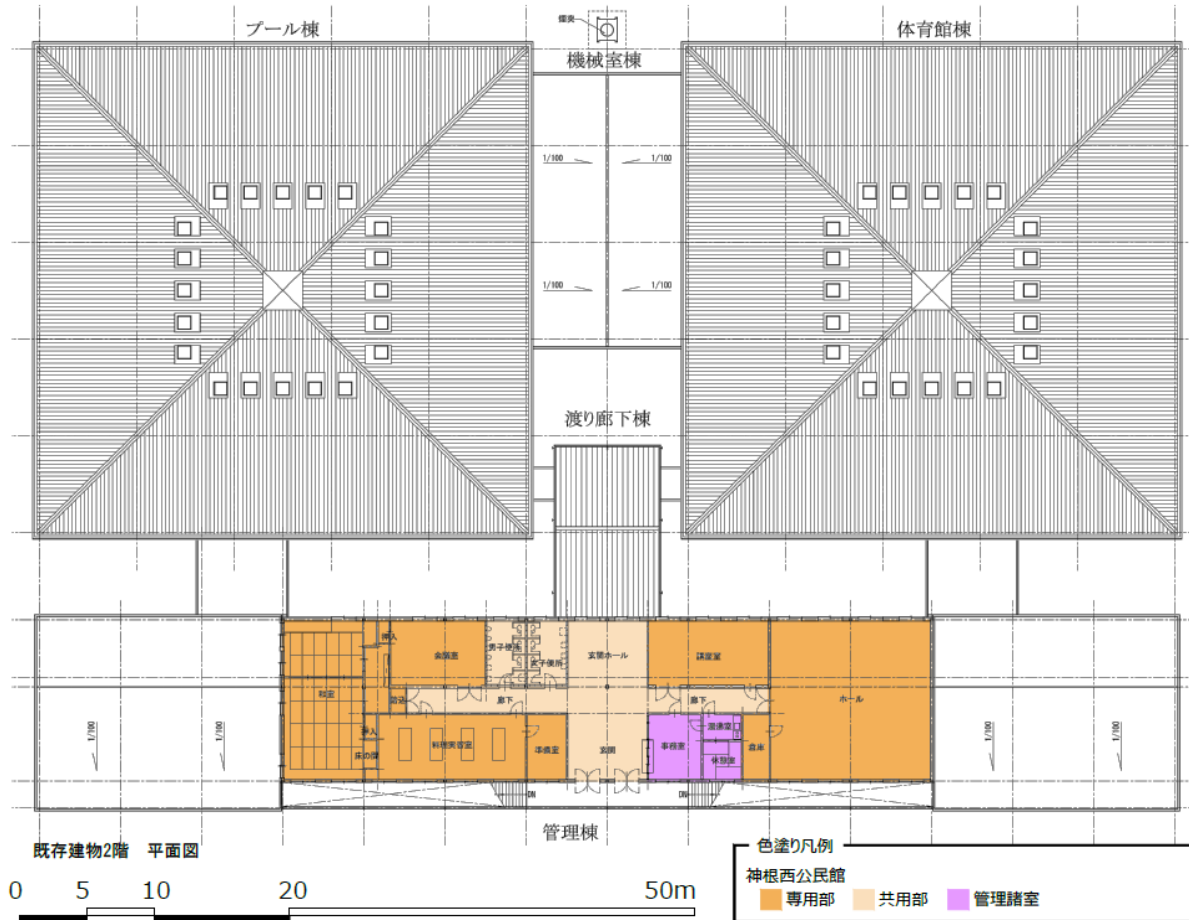 プール棟
煙突
体育館棟
機械室棟
1/100
1/100
1/100
1/100
渡り廊下棟
押入
会議室
男子便所
女子便所
玄関ホール
講座室
和室
踏込
廊下
廊下
ホール
押入
床の間
料理実習室
準備室
玄関
事務室
湯沸室
休憩室
倉庫
1/100
1/100
1/100
1/100
DN
DN
管理棟
既存建物2階 平面図
0 5 10 20 50m
色塗り凡例
神根西公民館
専用部 共用部 管理諸室